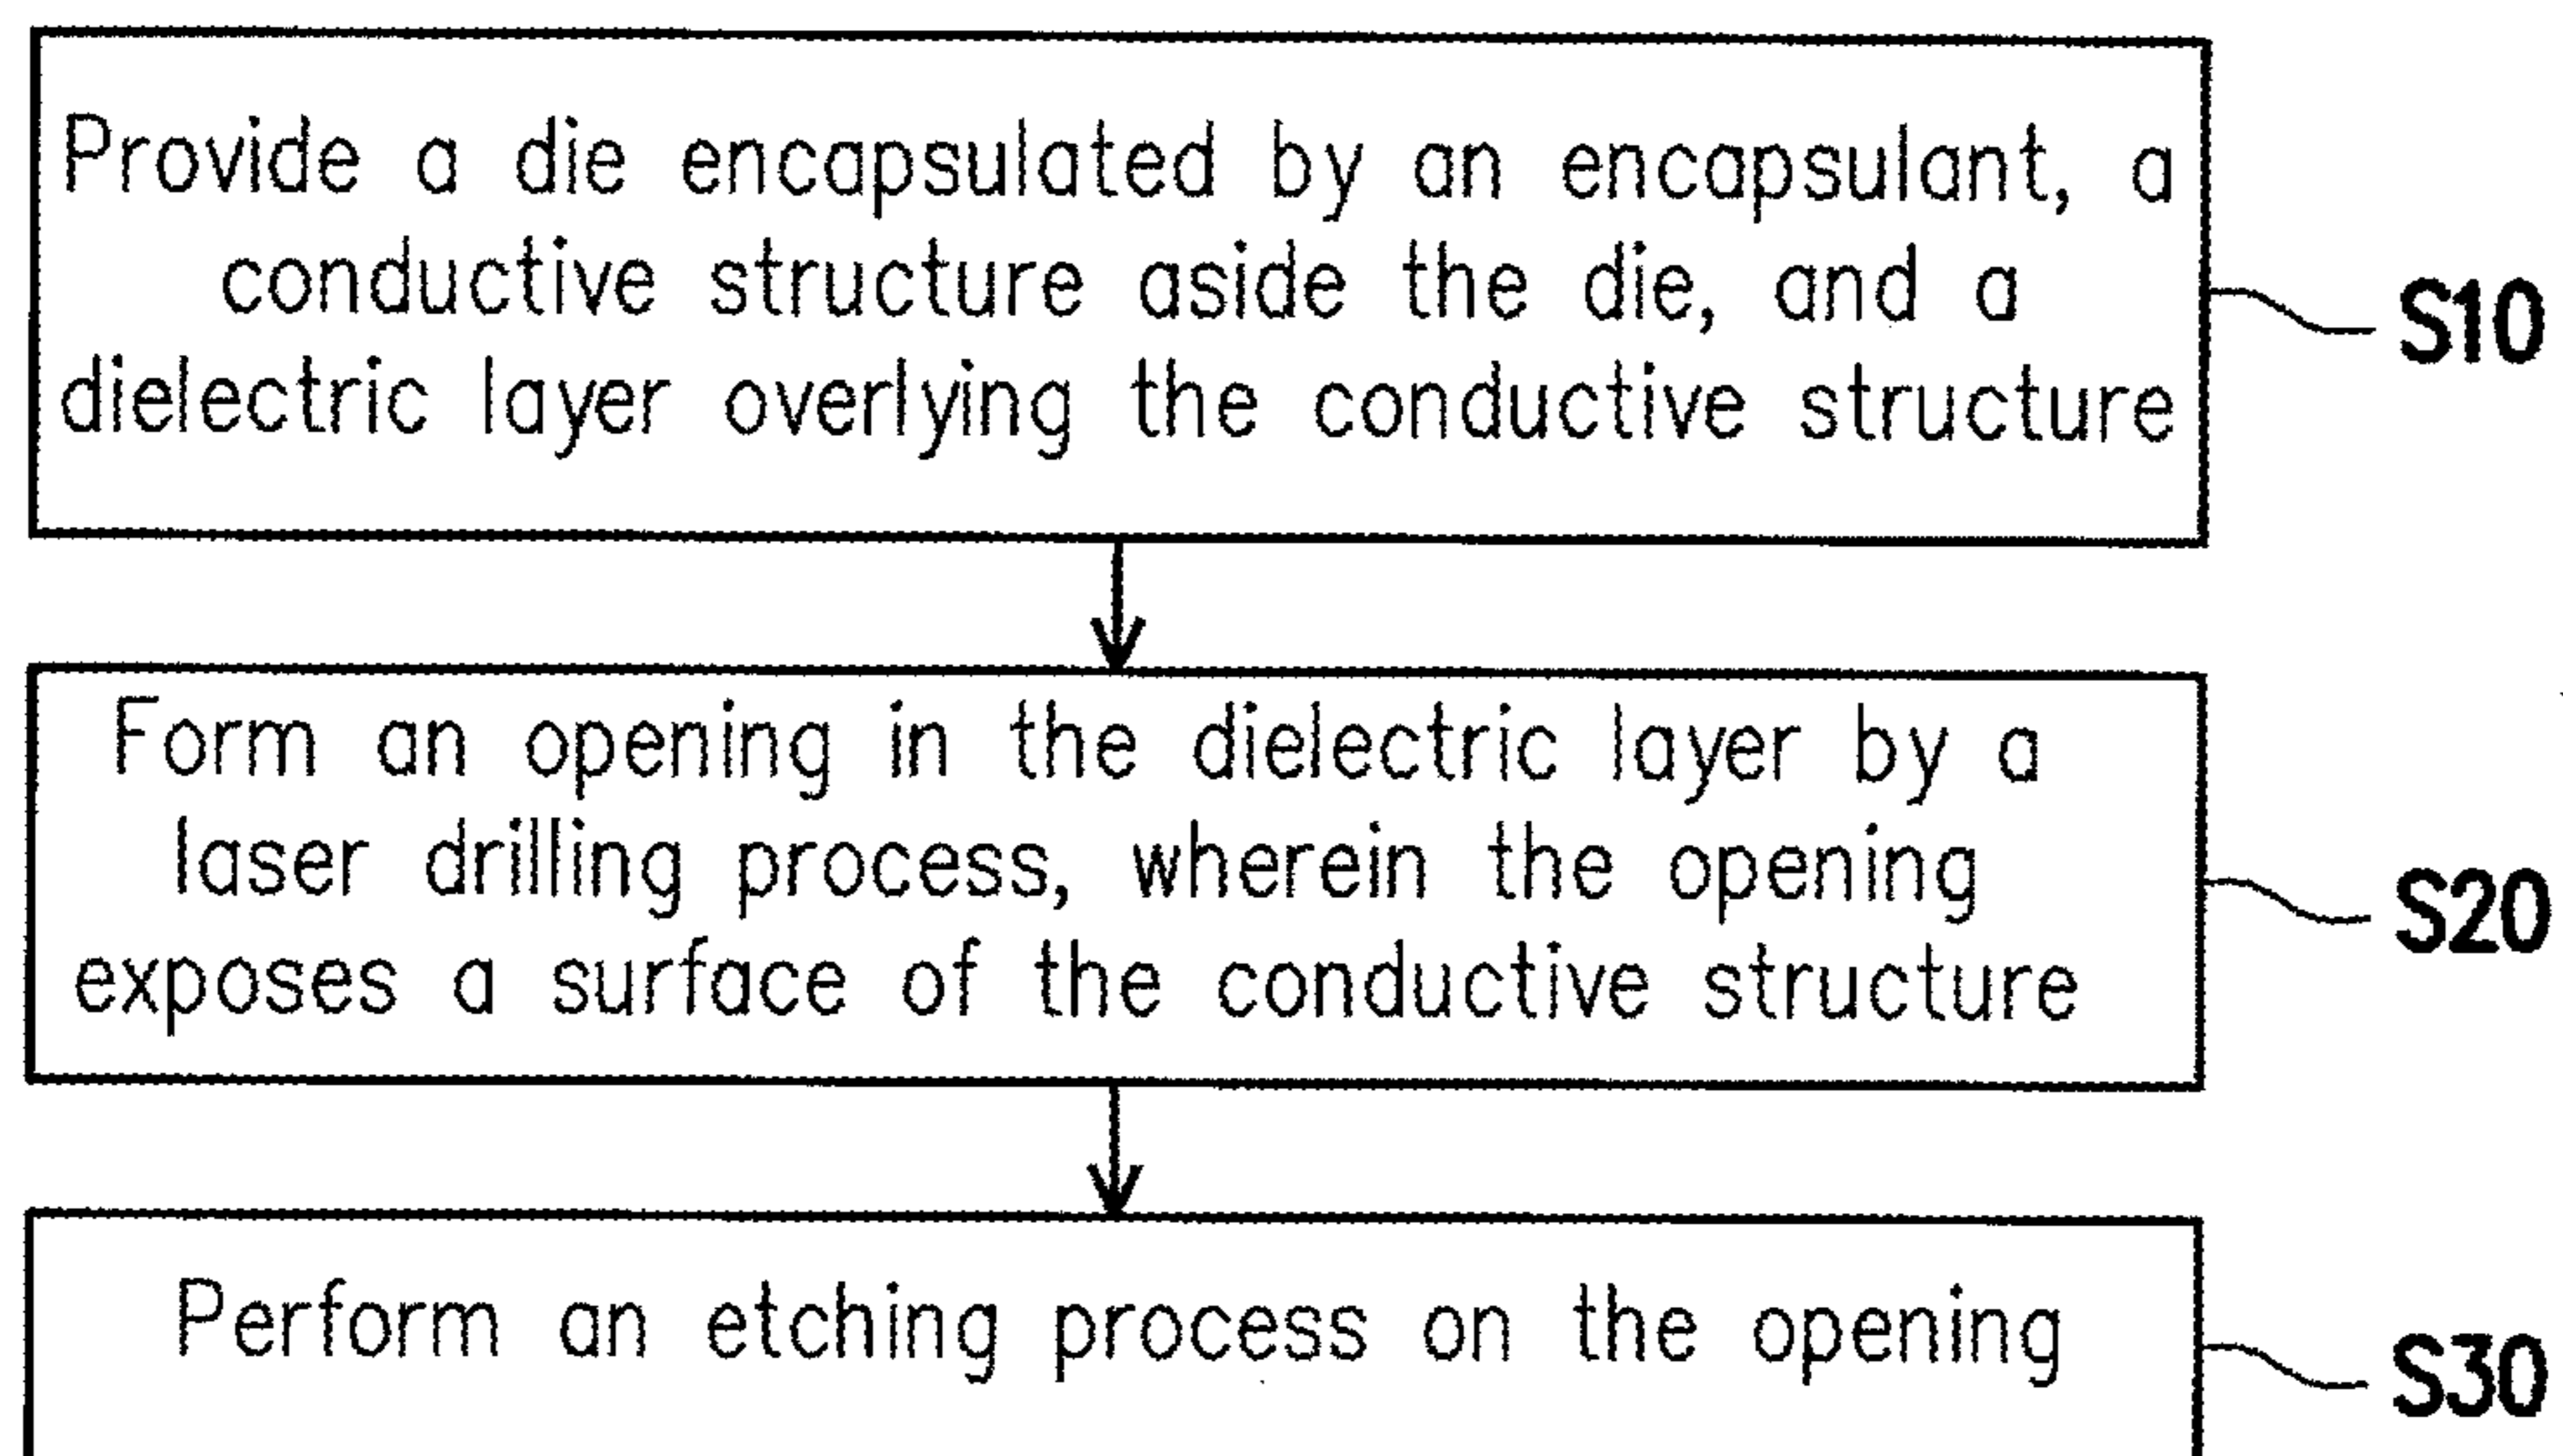 Provide a die encapsulated by an encapsulant, a
conductive structure aside the die, and a
dielectric layer overlying the conductive structure
S10
Form an opening in the dielectric layer by a
laser drilling process, wherein the opening
exposes a surface of the conductive structure
S20
Perform an etching process on the opening
S30